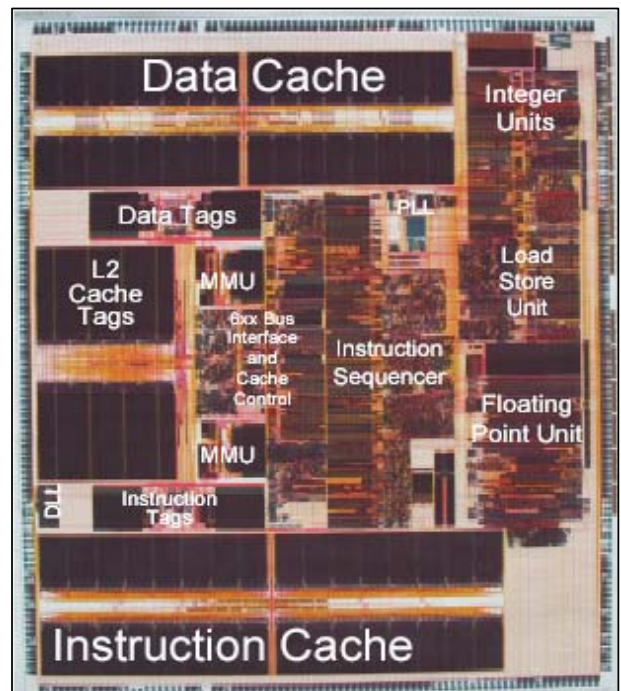 Data Cache
Integer
Units
Data Tags
PLL
L2
Cache
Tags
MMU
Load
Store
Unit
6xx Bus
Interface
and
Cache
Control
Instruction
Sequencer
Floating
Point Unit
MMU
DLL
Instruction
Tags
Instruction Cache